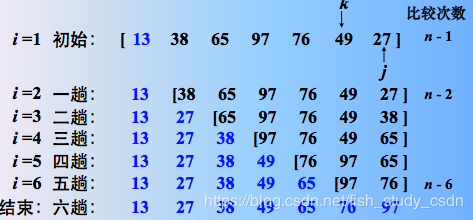 k 比较次数
i =1 初始： [ 13 38 65 97 76 49 27 ] n - 1
j
i =2 一趟： 13 [38 65 97 76 49 27 ] n - 2
i =3 二趟： 13 27 [65 97 76 49 38 ]
i =4 三趟： 13 27 38 [97 76 49 65 ]
i =5 四趟： 13 27 38 49 [76 97 65 ]
i =6 五趟： 13 27 38 49 65 [97 76 ] n -6
结束： 六趟： 13 27 38 49 65 76 97
https://blog.csdn.net/fish_study_csdn